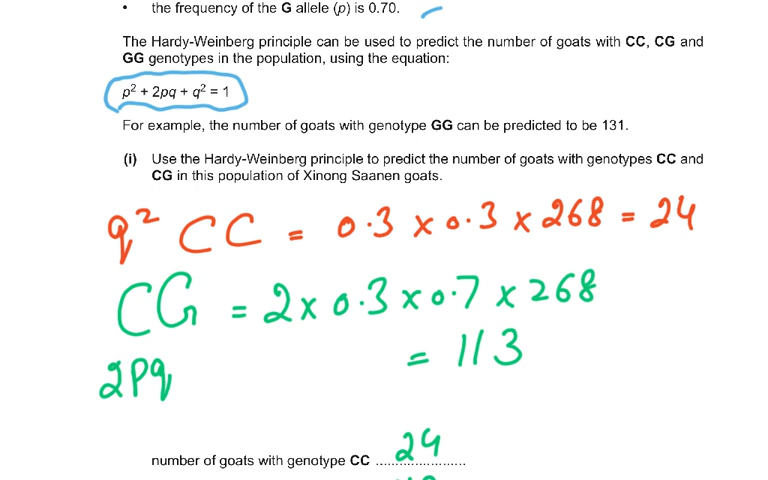 • the frequency of the G allele (p) is 0.70.
The Hardy-Weinberg principle can be used to predict the number of goats with CC, CG and
GG genotypes in the population, using the equation:
p² + 2pq + q² = 1
For example, the number of goats with genotype GG can be predicted to be 131.
(i) Use the Hardy-Weinberg principle to predict the number of goats with genotypes CC and
CG in this population of Xinong Saanen goats.
q² CC = 0.3 x 0.3 x 268 = 24
CG = 2 x 0.3 x 0.7 x 268
= 113
2pq
number of goats with genotype CC ....................... 24